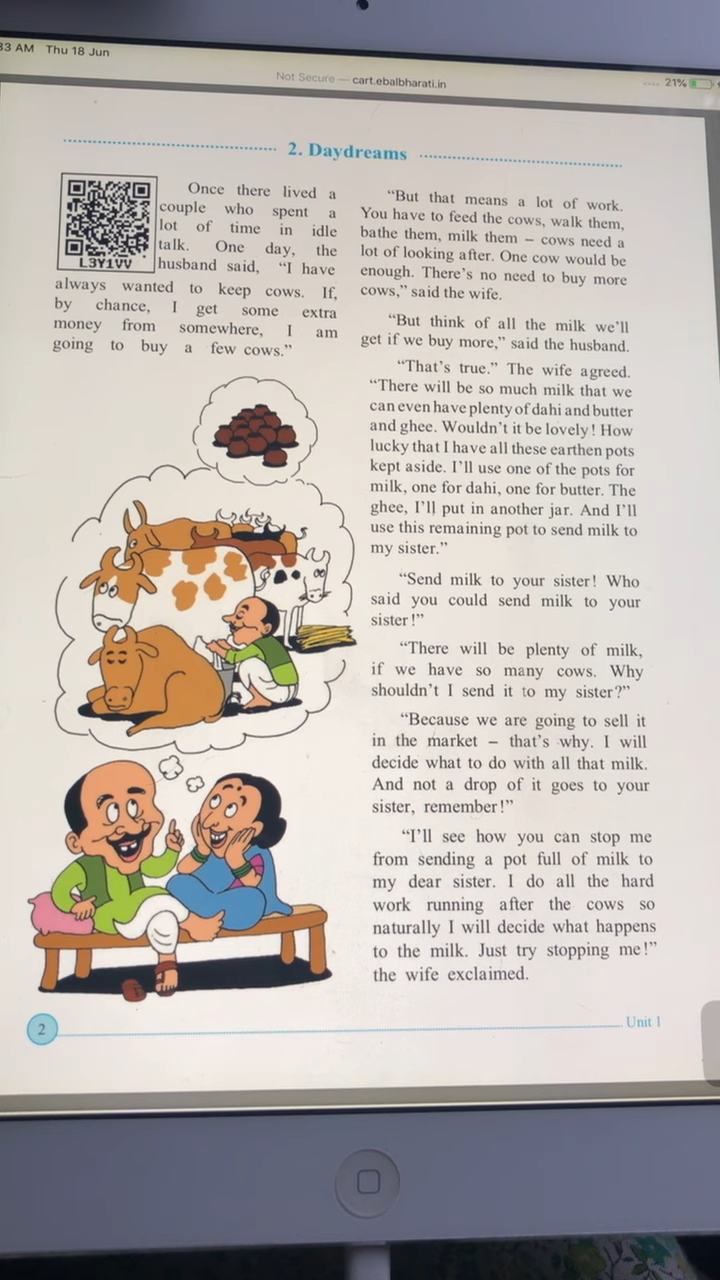 33 AM Thu 18 Jun
Not Secure — cart.ebalbharati.in
21%
2. Daydreams
L3Y1VV
Once there lived a
couple who spent a
lot of time in idle
talk. One day, the
husband said, “I have
always wanted to keep cows. If,
by chance, I get some extra
money from somewhere, I am
going to buy a few cows.”
“But that means a lot of work.
You have to feed the cows, walk them,
bathe them, milk them – cows need a
lot of looking after. One cow would be
enough. There’s no need to buy more
cows,” said the wife.
“But think of all the milk we’ll
get if we buy more,” said the husband.
“That’s true.” The wife agreed.
“There will be so much milk that we
can even have plenty of dahi and butter
and ghee. Wouldn’t it be lovely! How
lucky that I have all these earthen pots
kept aside. I’ll use one of the pots for
milk, one for dahi, one for butter. The
ghee, I’ll put in another jar. And I’ll
use this remaining pot to send milk to
my sister.”
“Send milk to your sister! Who
said you could send milk to your
sister!”
“There will be plenty of milk,
if we have so many cows. Why
shouldn’t I send it to my sister?”
“Because we are going to sell it
in the market – that’s why. I will
decide what to do with all that milk.
And not a drop of it goes to your
sister, remember!”
“I’ll see how you can stop me
from sending a pot full of milk to
my dear sister. I do all the hard
work running after the cows so
naturally I will decide what happens
to the milk. Just try stopping me!”
the wife exclaimed.
2
Unit 1